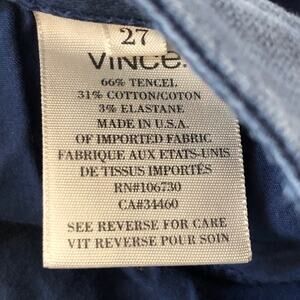 27
VINCE.
66% TENCEL
31% COTTON/COTON
3% ELASTANE
MADE IN U.S.A.
OF IMPORTED FABRIC
FABRIQUE AUX ETATS-UNIS
DE TISSUS IMPORTÉS
RN#106730
CA#34460
SEE REVERSE FOR CARE
VIT REVERSE POUR SOIN